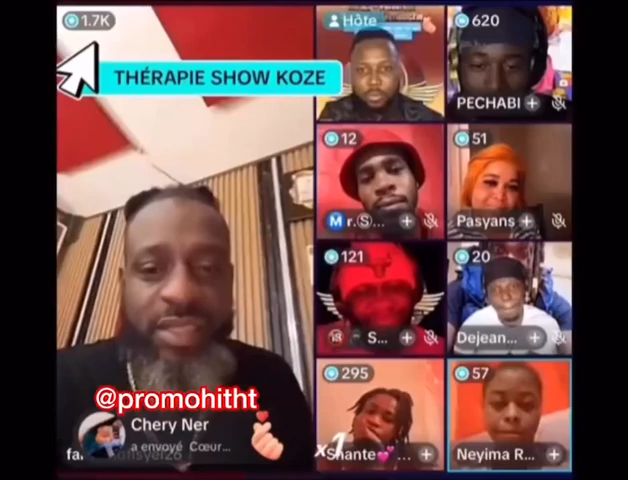 1.7K
THÉRAPIE SHOW KOZE
Hôte
620
PECHABI
12
51
M r.Ⓢ...
Pasyans
121
20
S...
Dejean...
295
57
@promohitht
Chery Ner
a envoyé Cœur...
x1
Shante💕...
Neyima R...